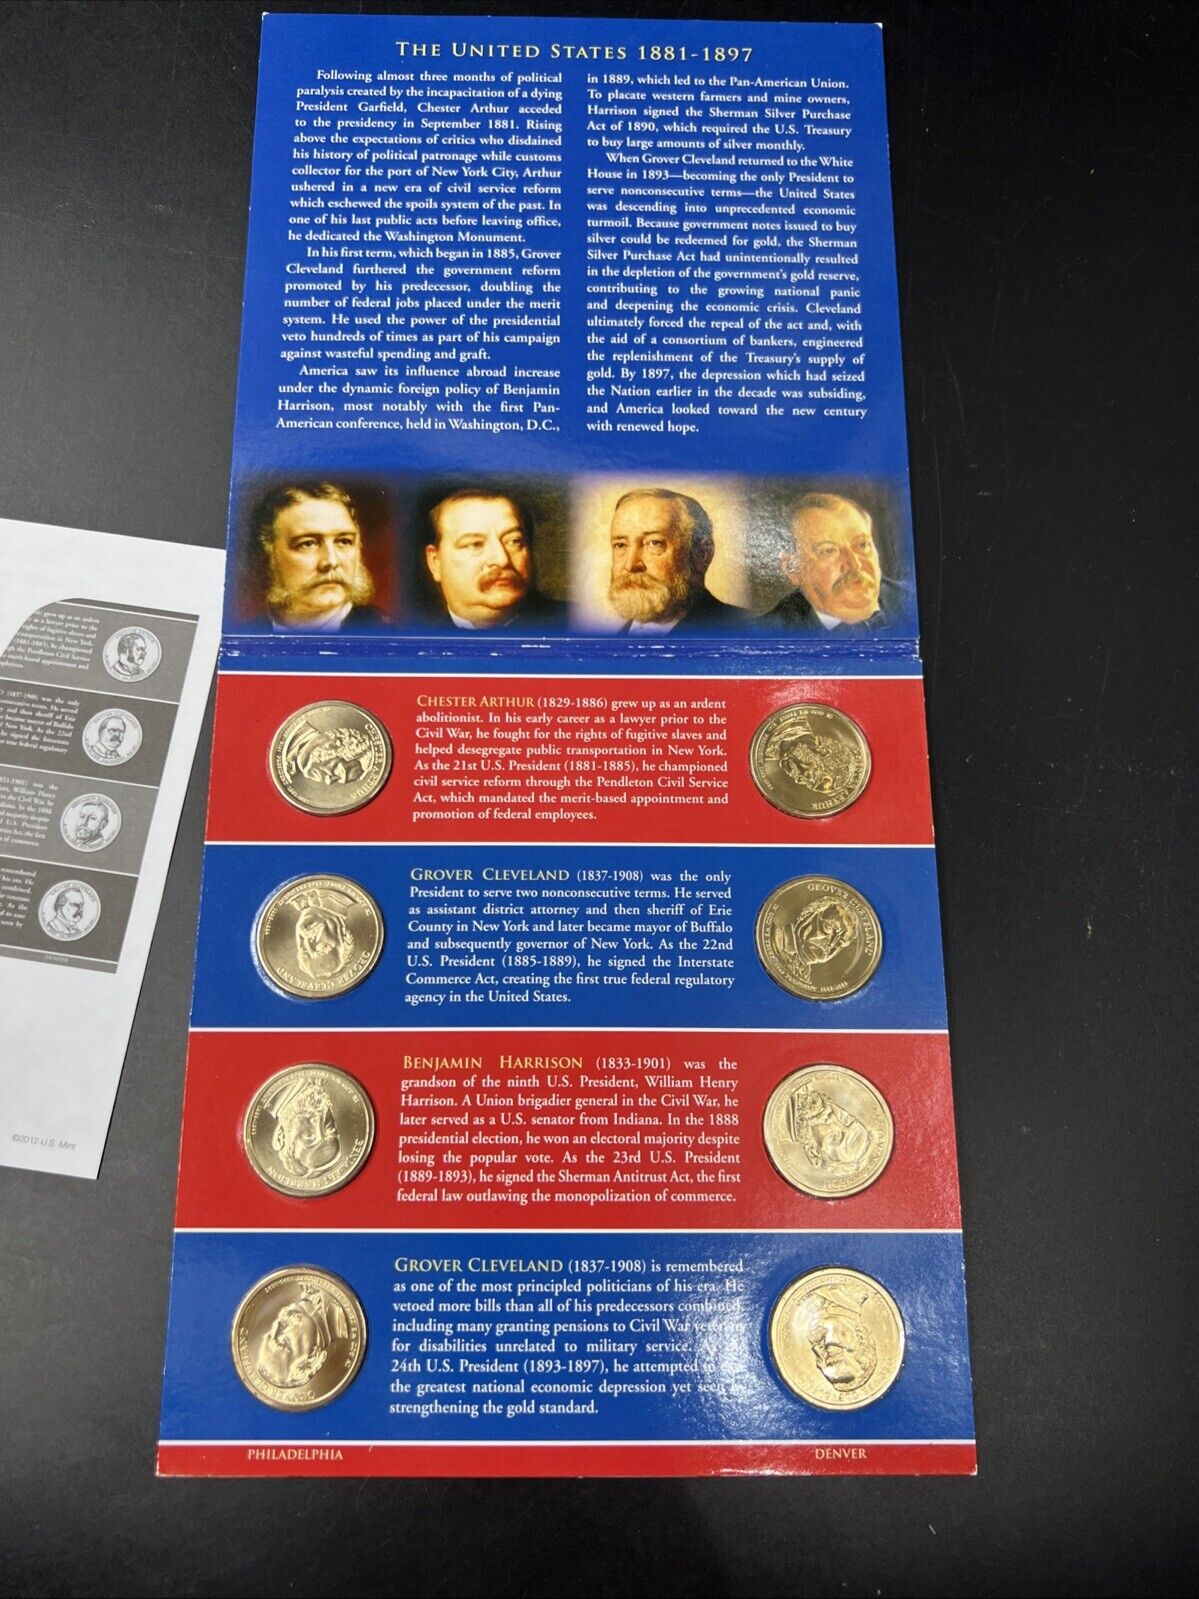 THE UNITED STATES 1881-1897
Following almost three months of political
paralysis created by the incapacitation of a dying
President Garfield, Chester Arthur acceded
to the presidency in September 1881. Rising
above the expectations of critics who disdained
his history of political patronage while customs
collector for the port of New York City, Arthur
ushered in a new era of civil service reform
which eschewed the spoils system of the past. In
one of his last public acts before leaving office,
he dedicated the Washington Monument.
In his first term, which began in 1885, Grover
Cleveland furthered the government reform
promoted by his predecessor, doubling the
number of federal jobs placed under the merit
system. He used the power of the presidential
veto hundreds of times as part of his campaign
against wasteful spending and graft.
America saw its influence abroad increase
under the dynamic foreign policy of Benjamin
Harrison, most notably with the first Pan-
American conference, held in Washington, D.C.,
in 1889, which led to the Pan-American Union.
To placate western farmers and mine owners,
Harrison signed the Sherman Silver Purchase
Act of 1890, which required the U.S. Treasury
to buy large amounts of silver monthly.
When Grover Cleveland returned to the White
House in 1893—becoming the only President to
serve nonconsecutive terms—the United States
was descending into unprecedented economic
turmoil. Because government notes issued to buy
silver could be redeemed for gold, the Sherman
Silver Purchase Act had unintentionally resulted
in the depletion of the government's gold reserve,
contributing to the growing national panic
and deepening the economic crisis. Cleveland
ultimately forced the repeal of the act and, with
the aid of a consortium of bankers, engineered
the replenishment of the Treasury's supply of
gold. By 1897, the depression which had seized
the Nation earlier in the decade was subsiding,
and America looked toward the new century
with renewed hope.
CHESTER ARTHUR (1829-1886) grew up as an ardent
abolitionist. In his early career as a lawyer prior to the
Civil War, he fought for the rights of fugitive slaves and
helped desegregate public transportation in New York.
As the 21st U.S. President (1881-1885), he championed
civil service reform through the Pendleton Civil Service
Act, which mandated the merit-based appointment and
promotion of federal employees.
GROVER CLEVELAND (1837-1908) was the only
President to serve two nonconsecutive terms. He served
as assistant district attorney and then sheriff of Erie
County in New York and later became mayor of Buffalo
and subsequently governor of New York. As the 22nd
U.S. President (1885-1889), he signed the Interstate
Commerce Act, creating the first true federal regulatory
agency in the United States.
GROVER CLEVELAND
BENJAMIN HARRISON (1833-1901) was the
grandson of the ninth U.S. President, William Henry
Harrison. A Union brigadier general in the Civil War, he
later served as a U.S. senator from Indiana. In the 1888
presidential election, he won an electoral majority despite
losing the popular vote. As the 23rd U.S. President
(1889-1893), he signed the Sherman Antitrust Act, the first
federal law outlawing the monopolization of commerce.
GROVER CLEVELAND (1837-1908) is remembered
as one of the most principled politicians of his era. He
vetoed more bills than all of his predecessors combined,
including many granting pensions to Civil War veterans
for disabilities unrelated to military service. As
24th U.S. President (1893-1897), he attempted to
the greatest national economic depression yet seen
strengthening the gold standard.
PHILADELPHIA
DENVER
DENVER
©2012 U.S. Mint